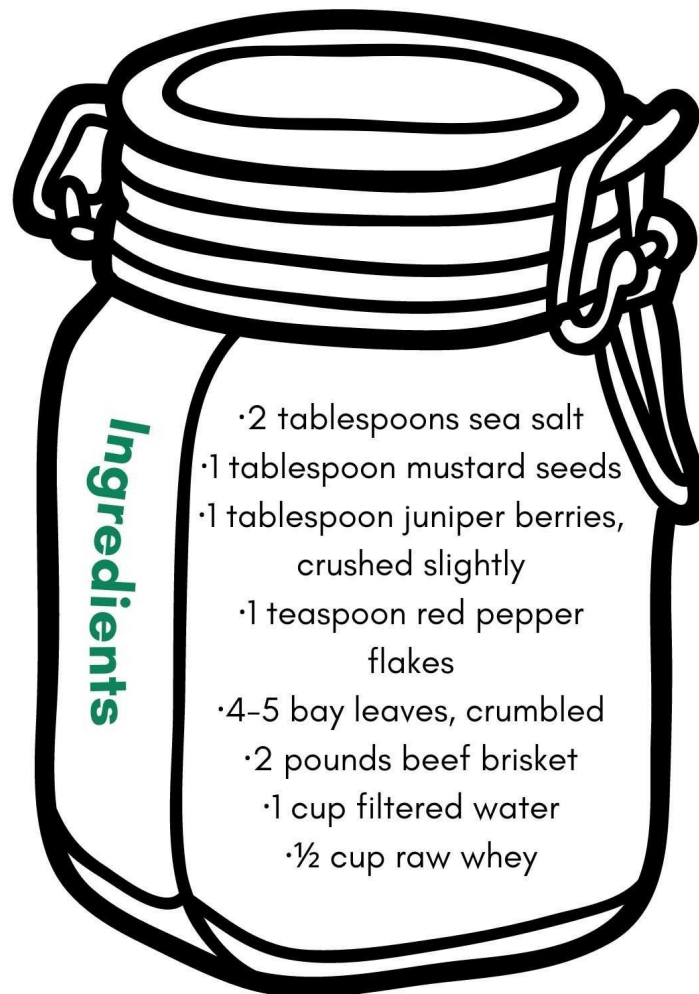 Ingredients
·2 tablespoons sea salt
·1 tablespoon mustard seeds
·1 tablespoon juniper berries,
crushed slightly
·1 teaspoon red pepper
flakes
·4-5 bay leaves, crumbled
·2 pounds beef brisket
·1 cup filtered water
·½ cup raw whey